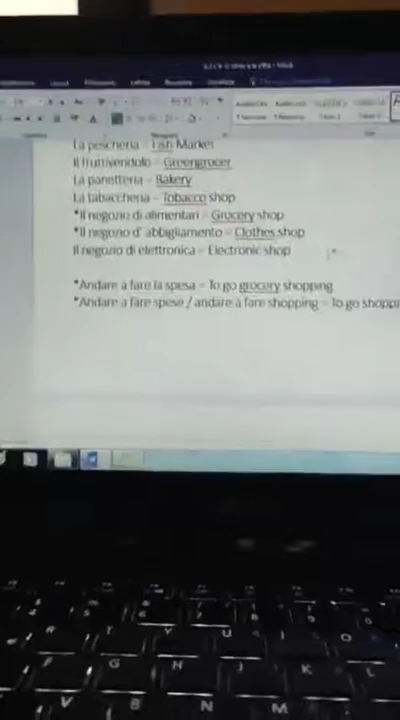 La pescheria = Fish Market
Il fruttivendolo = Greengrocer
La panetteria = Bakery
La tabaccheria = Tobacco shop
*Il negozio di alimentari = Grocery shop
*Il negozio d' abbigliamento = Clothes shop
Il negozio di elettronica = Electronic shop
*Andare a fare la spesa = To go grocery shopping
*Andare a fare spese / andare a fare shopping = To go shoppi
R T Y U I O
F G H J K L
V B N M